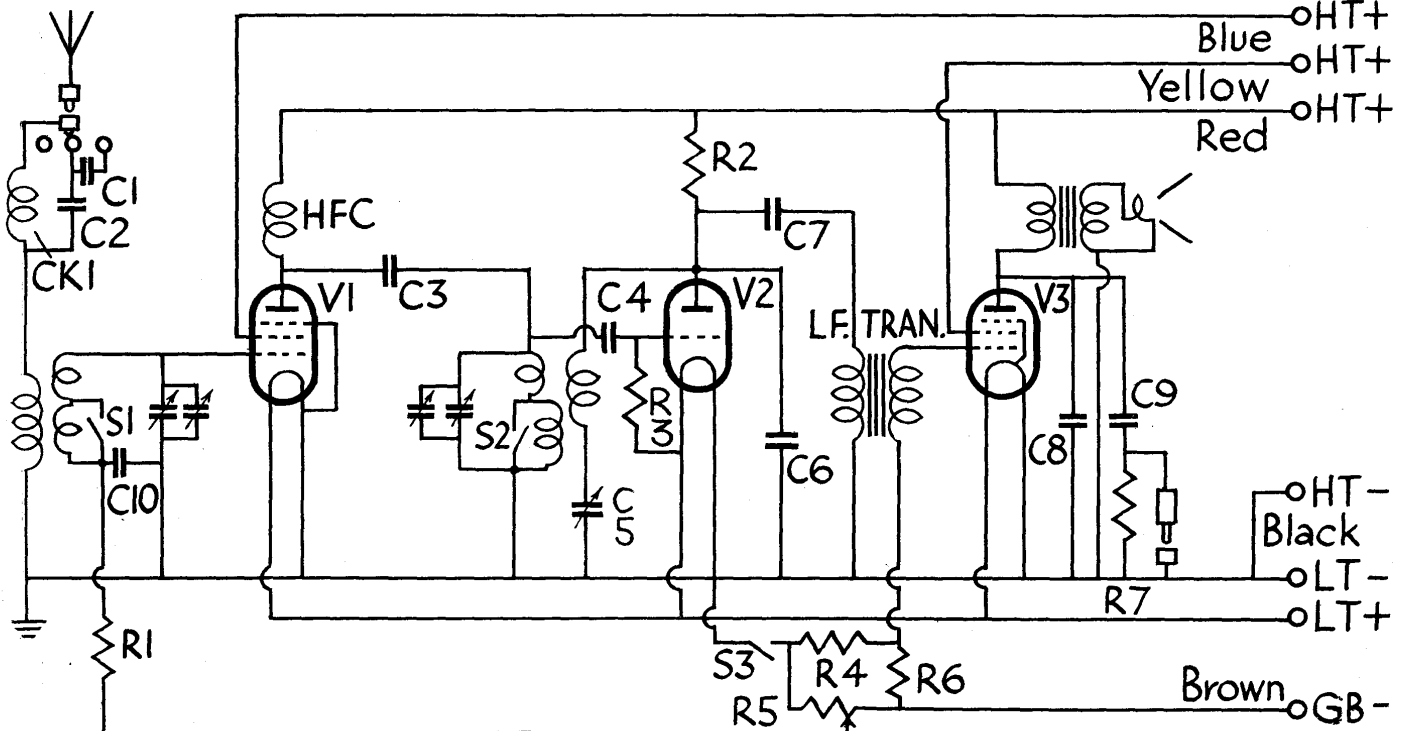 HT+
Blue
HT+
Yellow
HT+
Red
C1
C2
CK1
HFC
R2
C7
V1
C3
C4
V2
L.F. TRAN.
V3
S1
C10
S2
R
3
C
5
C6
C8
C9
HT-
Black
LT-
R7
LT+
R1
S3
R4
R6
R5
Brown
GB-